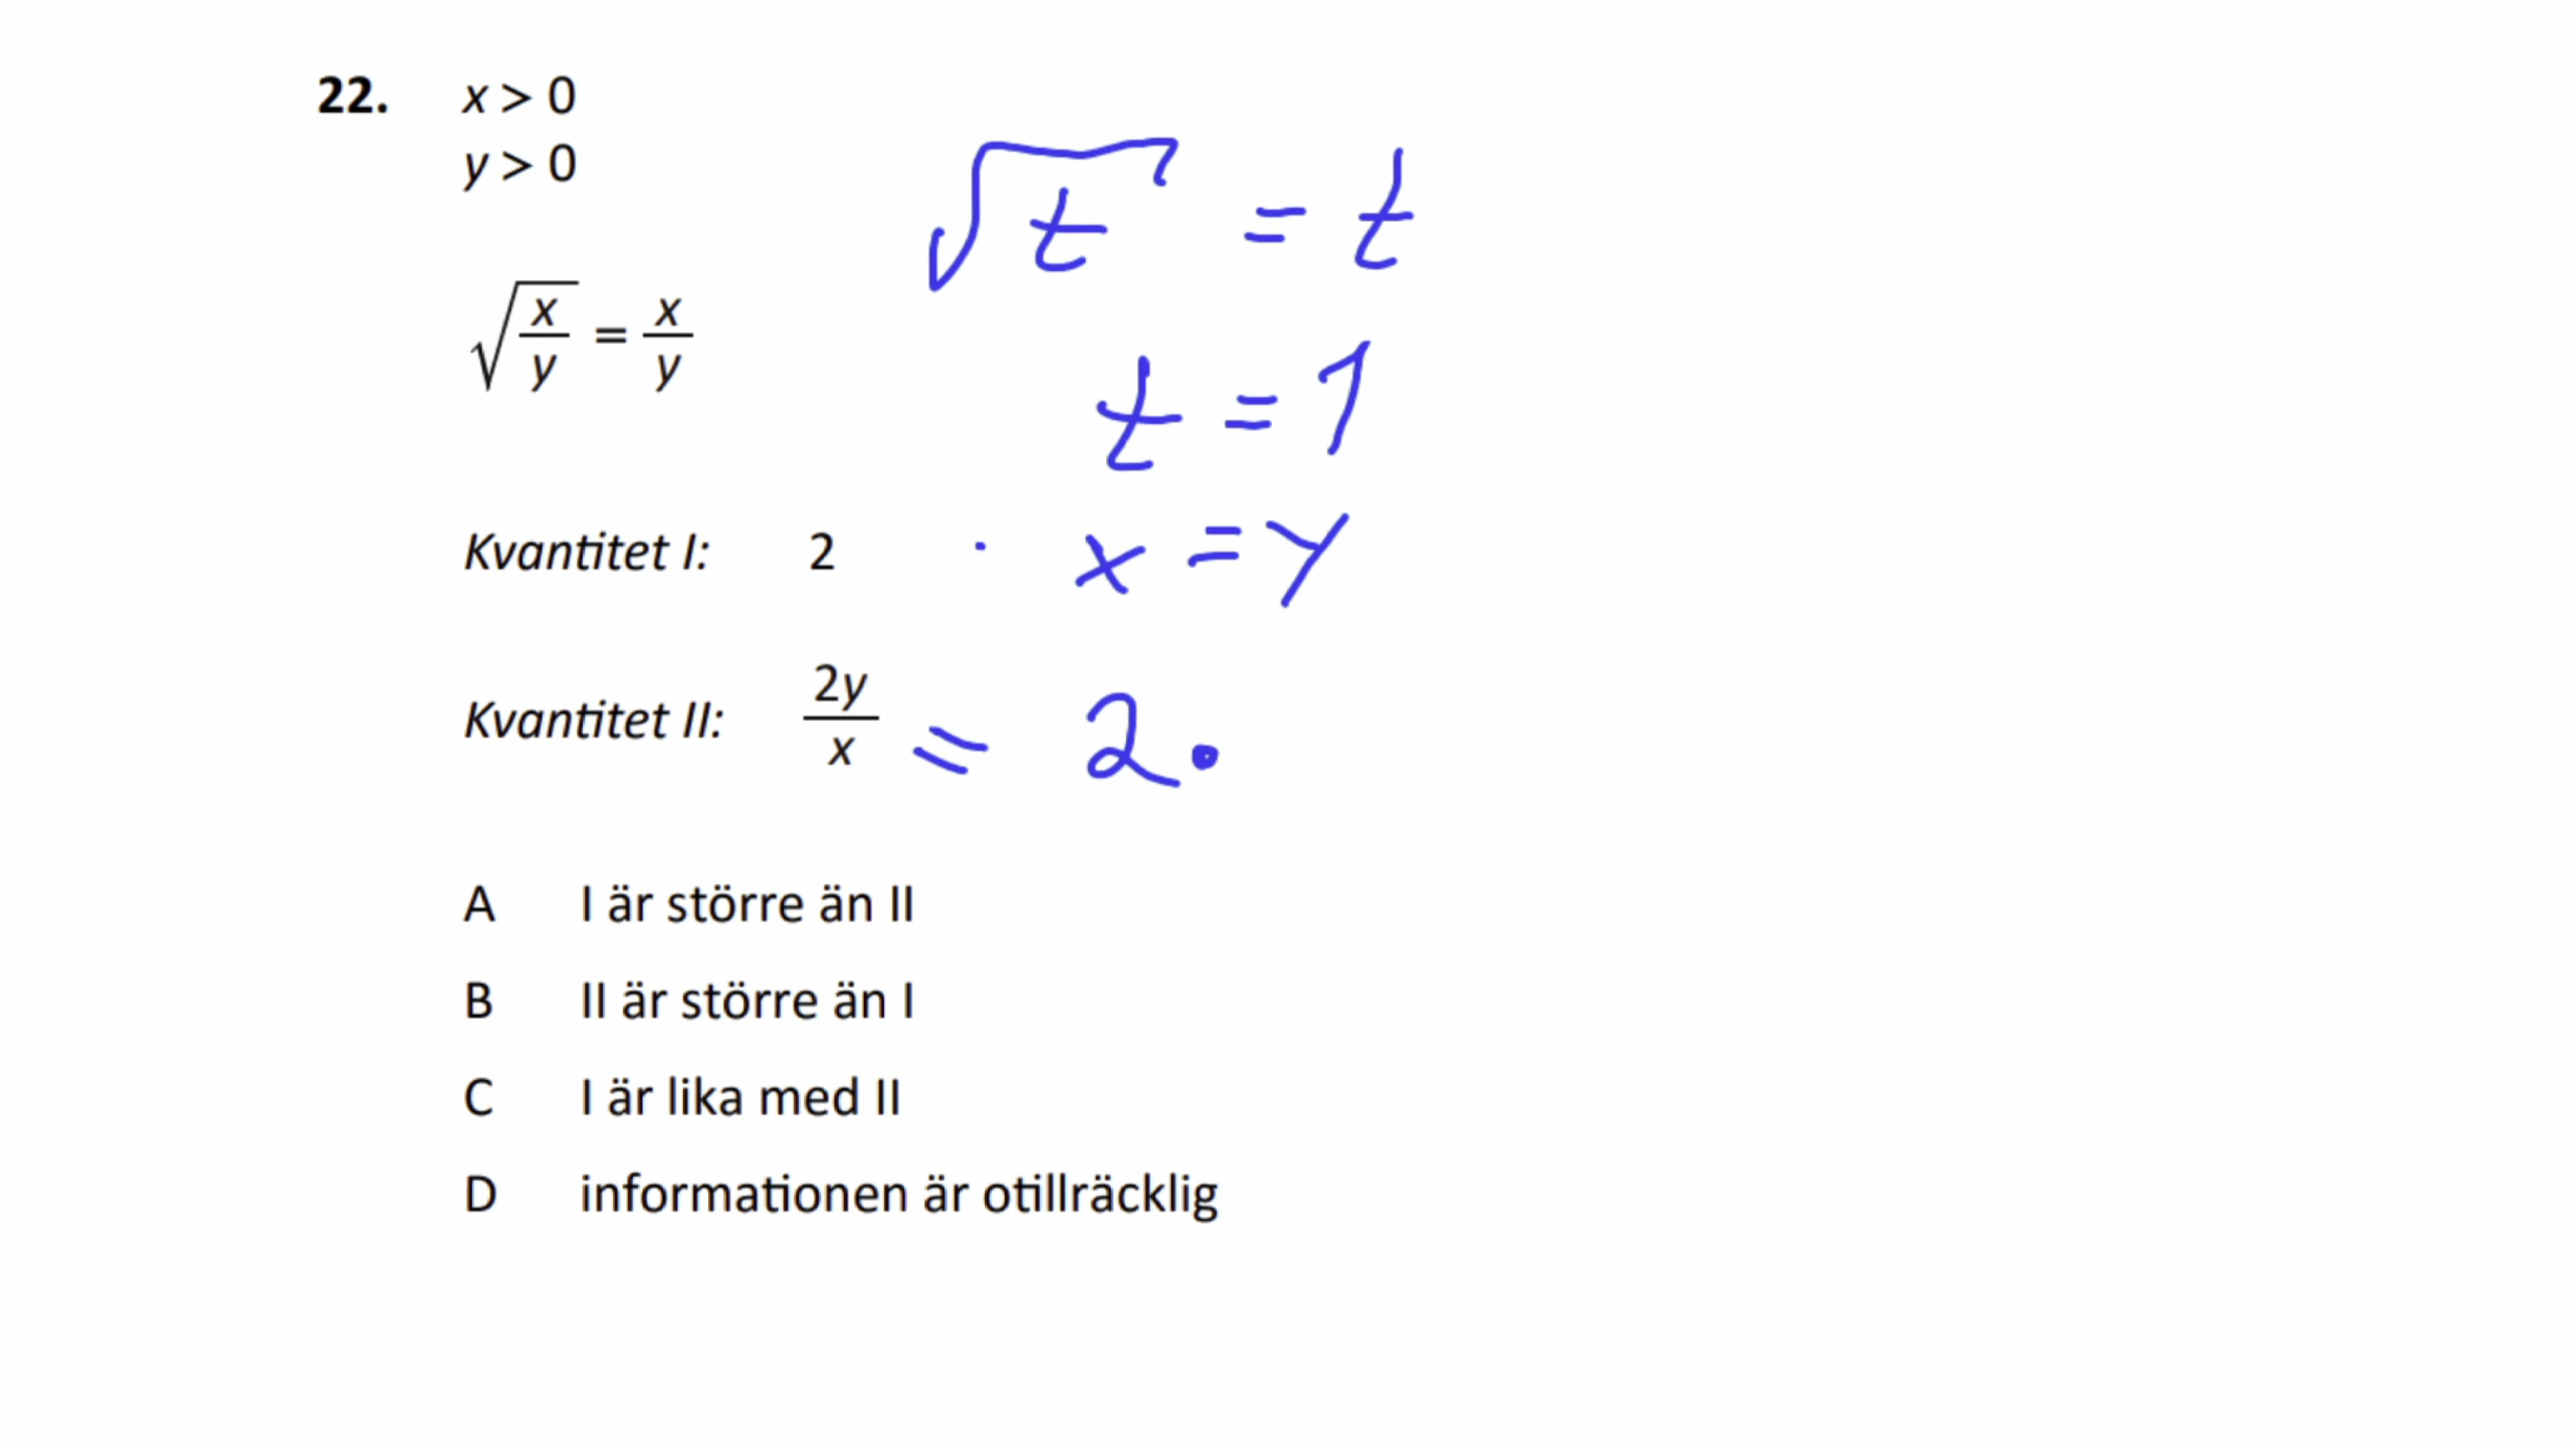 22. x > 0
y > 0
√t = t
√(x/y) = x/y
t = 1
Kvantitet I: 2
x = y
Kvantitet II: 2y/x = 2.
A I är större än II
B II är större än I
C I är lika med II
D informationen är otillräcklig